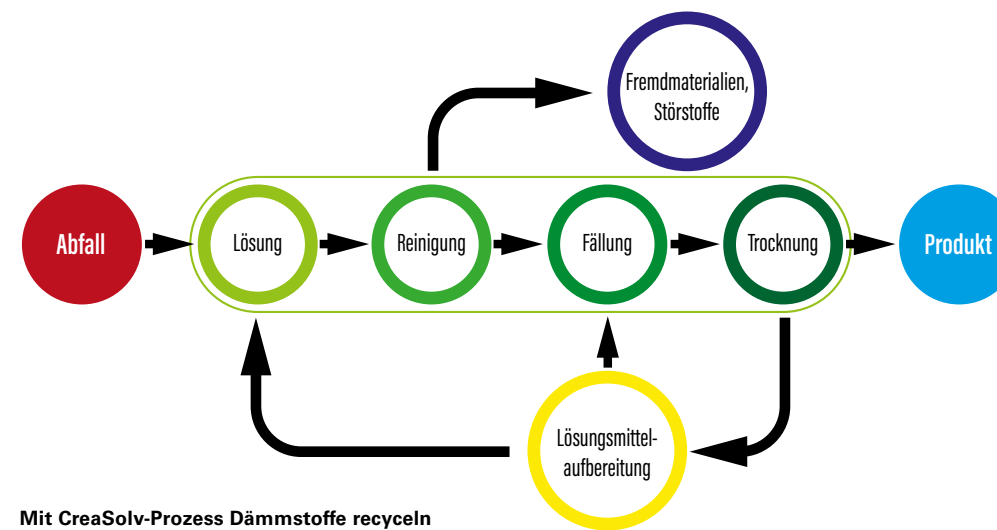 Fremdmaterialien,
Störstoffe
Abfall
Lösung
Reinigung
Fällung
Trocknung
Produkt
Lösungsmittel-
aufbereitung
Mit CreaSolv-Prozess Dämmstoffe recyceln